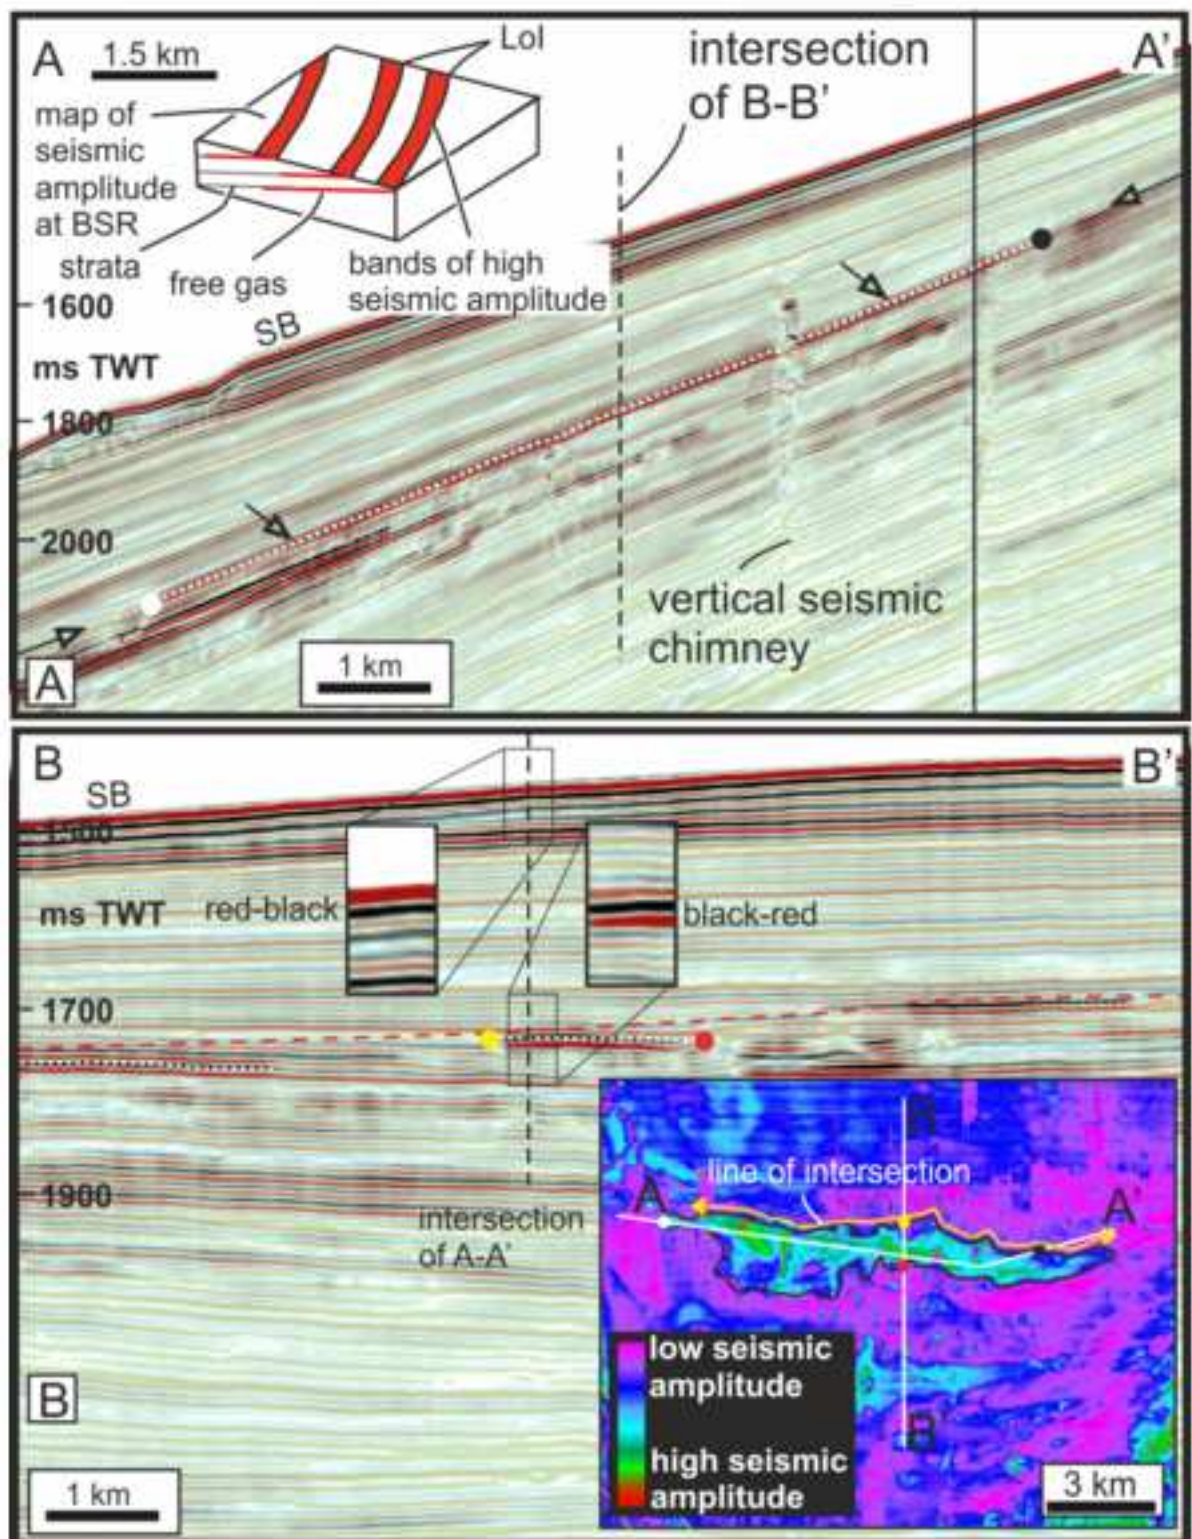 A
1.5 km
LoI
intersection
of B-B'
A'
map of
seismic
amplitude
at BSR
strata
free gas
bands of high
seismic amplitude
1600
SB
ms TWT
1800
2000
vertical seismic
chimney
1 km
A
B
SB
B'
1500
ms TWT
red-black
black-red
1700
1900
intersection
of A-A'
B
line of intersection
A
A'
low seismic
amplitude
high seismic
amplitude
B'
B
1 km
3 km